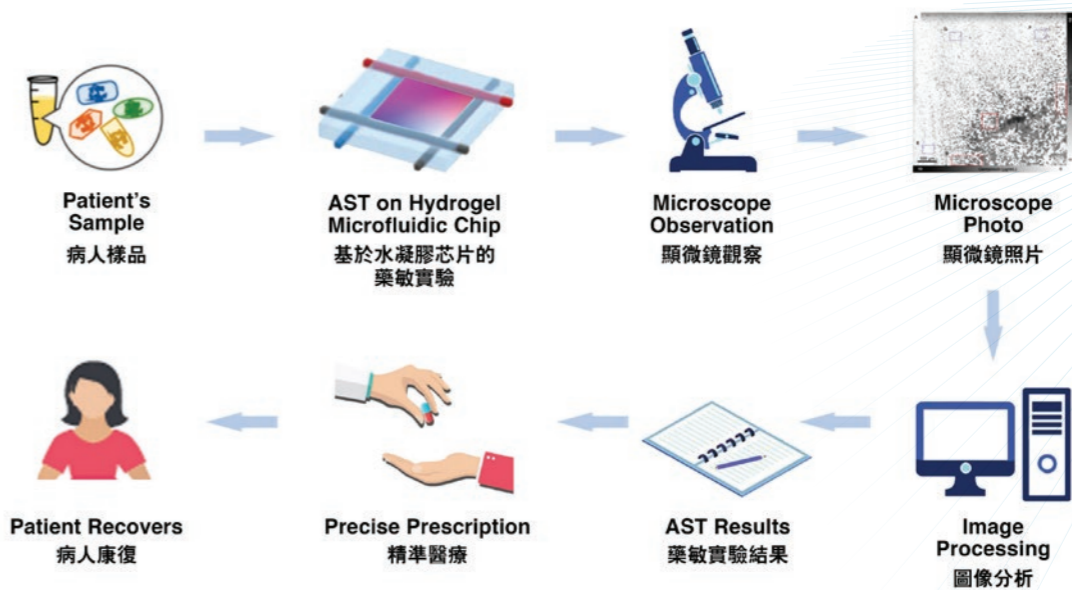 Patient's
Sample
病人樣品
AST on Hydrogel
Microfluidic Chip
基於水凝膠芯片的
藥敏實驗
Microscope
Observation
顯微鏡觀察
Microscope
Photo
顯微鏡照片
Image
Processing
圖像分析
AST Results
藥敏實驗結果
Precise Prescription
精準醫療
Patient Recovers
病人康復